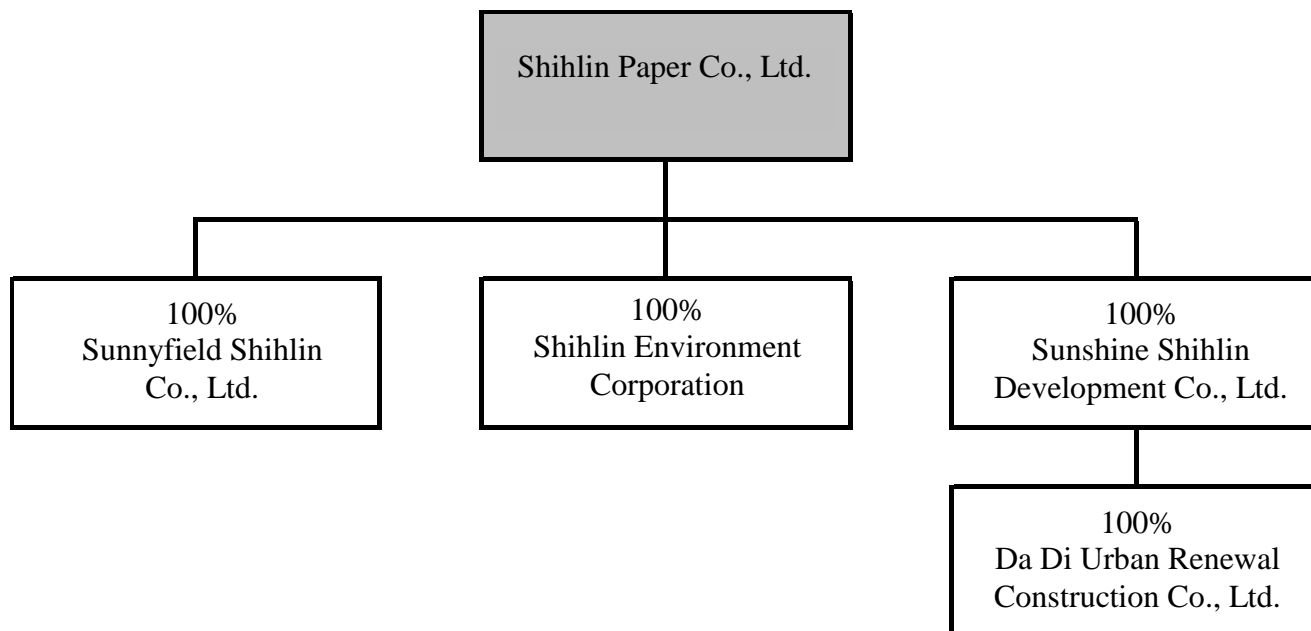 Shihlin Paper Co., Ltd.
100%
Sunnyfield Shihlin
Co., Ltd.
100%
Shihlin Environment
Corporation
100%
Sunshine Shihlin
Development Co., Ltd.
100%
Da Di Urban Renewal
Construction Co., Ltd.